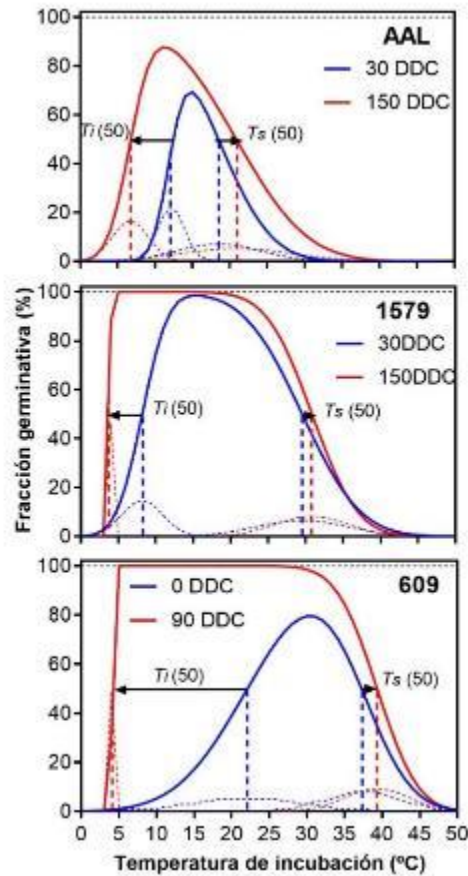 Fracción germinativa (%)
100
AAL
80
30 DDC
150 DDC
60
Ti (50)
Ts (50)
40
20
0
100
1579
80
30DDC
150DDC
60
Ti (50)
Ts (50)
40
20
0
100
0 DDC
609
80
90 DDC
60
Ti (50)
Ts (50)
40
20
0
0 5 10 15 20 25 30 35 40 45 50
Temperatura de incubación (ºC)